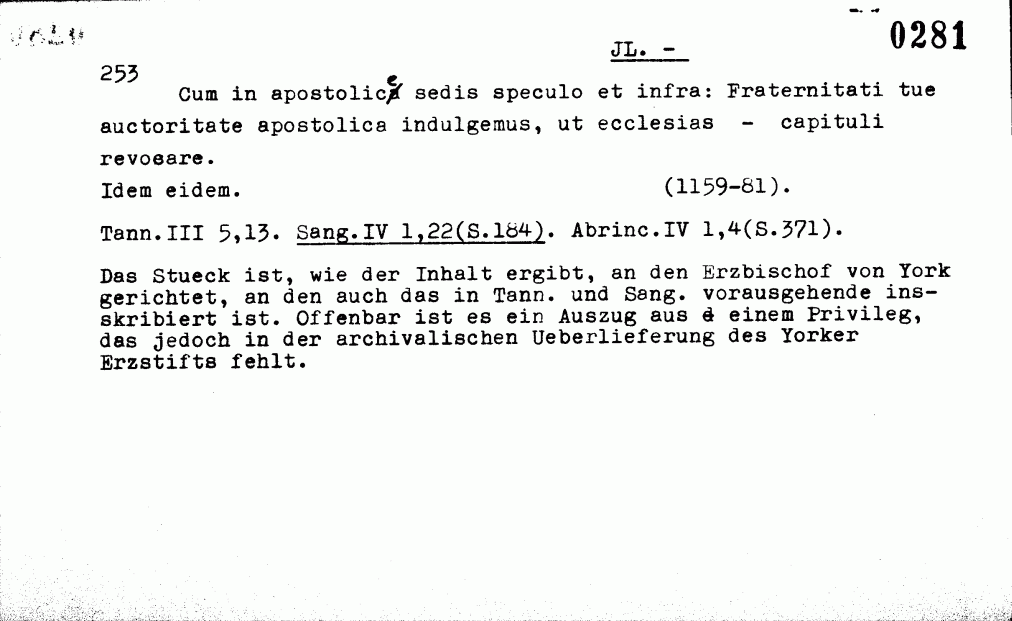 0281
JL. -
253
Cum in apostolice sedis speculo et infra: Fraternitati tue
auctoritate apostolica indulgemus, ut ecclesias - capituli
revosare.
Idem eidem. (1159-81).
Tann.III 5,13. Sang.IV 1,22(S.184). Abrinc.IV 1,4(S.371).
Das Stueck ist, wie der Inhalt ergibt, an den Erzbischof von York
gerichtet, an den auch das in Tann. und Sang. vorausgehende ins-
skribiert ist. Offenbar ist es ein Auszug aus d einem Privileg,
das jedoch in der archivalischen Ueberlieferung des Yorker
Erzstifts fehlt.